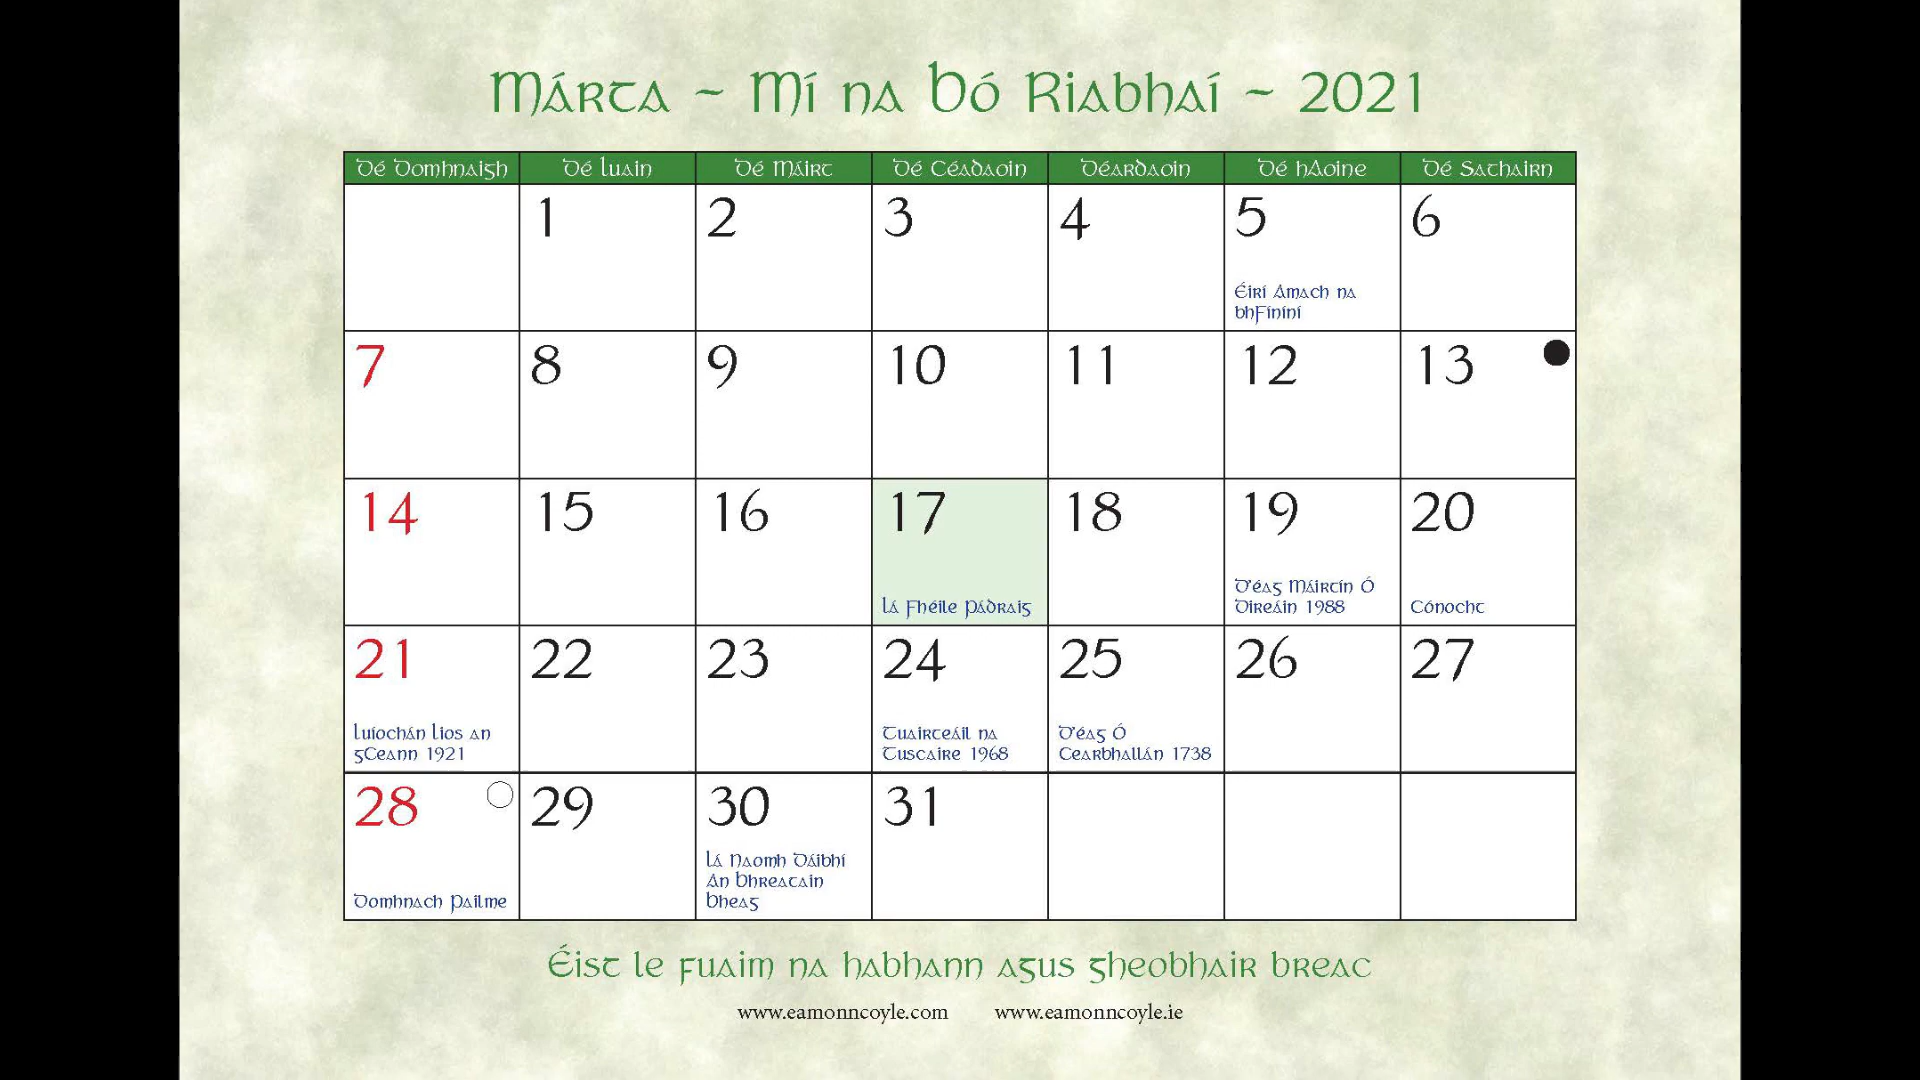 Márta ~ Mí na Bó Riabhaí ~ 2021
Dé Domhnaigh Dé Luain Dé Máirt Dé Céadaoin Déardaoin Dé hAoine Dé Sathairn
1 2 3 4 5 6
Éirí Amach na
bhFíníní
7 8 9 10 11 12 13
14 15 16 17 18 19 20
Lá Fhéile Pádraig
D'éag Máirtín Ó
Direáin 1988
Cónocht
21 22 23 24 25 26 27
Luíochán Lios an
gCeann 1921
Tuairteáil na
Tuscaire 1968
D'éag Ó
Cearbhalláin 1738
28 29 30 31
Domhnach Pailme
Lá Naomh Dáibhí
An Bhreatain
Bheag
Éist le fuaim na habhann agus gheobhair breac
www.eamonncoyle.com www.eamonncoyle.ie